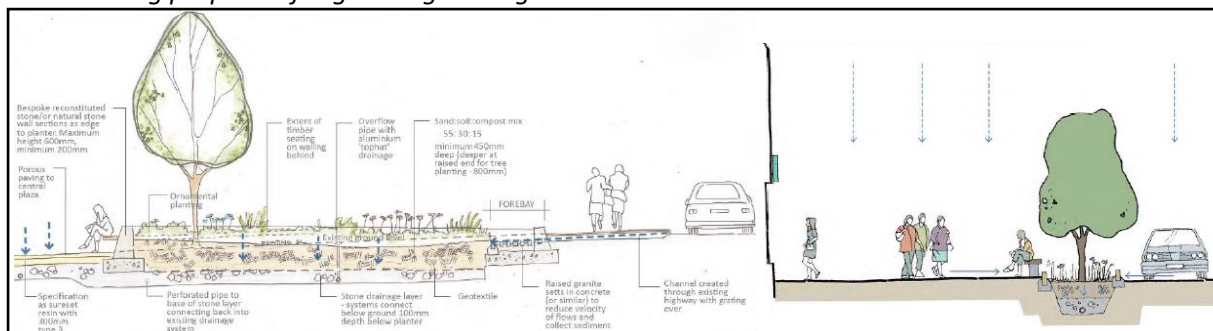 Bespoke reconstituted
stone/or natural stone
wall sections as edge
to planter. Maximum
height 600mm,
minimum 200mm
Porous
paving to
central
plaza
Ornamental
planting
Extent of
timber
seating
on walling
behind
Overflow
pipe with
aluminium
'tophat'
drainage
Sand:soil:compost mix
55: 30: 15
minimum 450mm
deep (deeper at
raised end for tree
planting -800mm)
FOREBAY
Existing ground level
Specification
as sureset
resin with
300mm
type 3
Perforated pipe to
base of stone layer
connecting back into
existing drainage
system
Stone drainage layer
- systems connect
below ground 100mm
depth below planter
Geotextile
Raised granite
setts in concrete
(or similar) to
reduce velocity
of flows and
collect sediment
Channel created
through existing
highway with grating
over